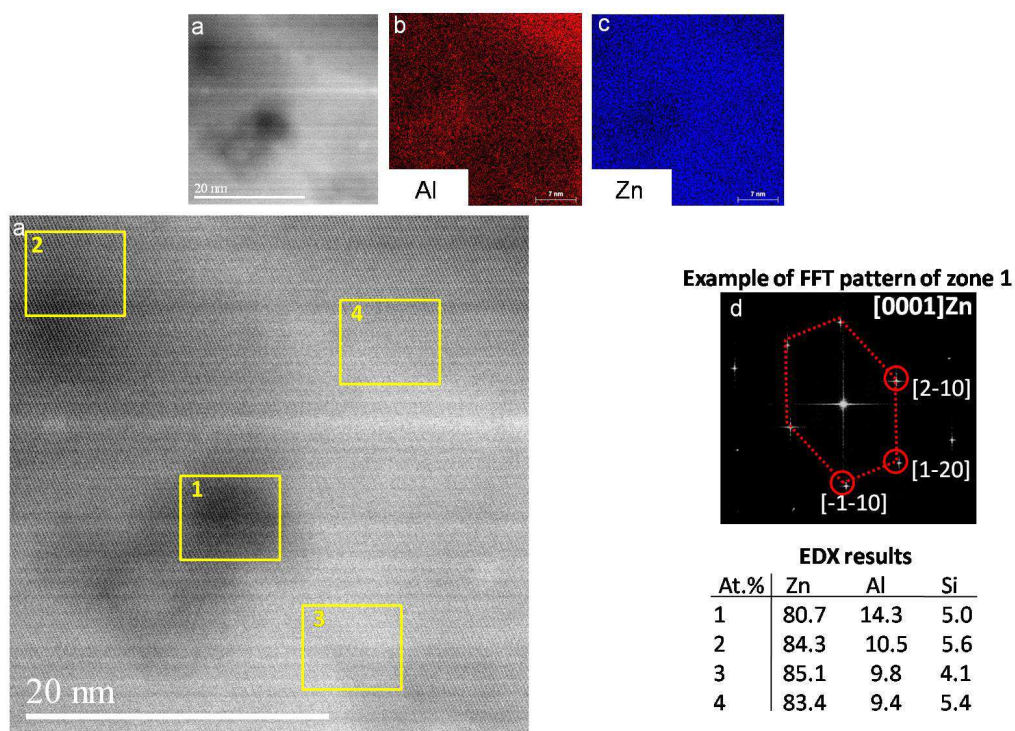 a
b
c
20 nm
Al
7 nm
Zn
7 nm
a
2
4
1
3
20 nm
Example of FFT pattern of zone 1
d
[0001]Zn
[2-10]
[1-20]
[-1-10]
EDX results
At.% Zn Al Si
1 80.7 14.3 5.0
2 84.3 10.5 5.6
3 85.1 9.8 4.1
4 83.4 9.4 5.4